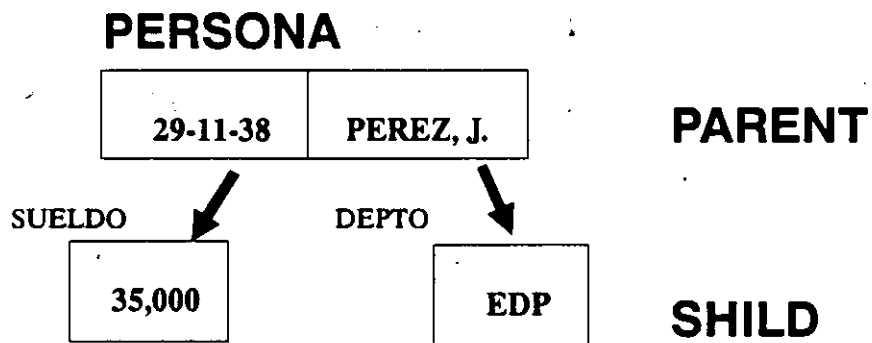 PERSONA
29-11-38 PEREZ, J. PARENT
SUELDO DEPTO
35,000 EDP SHILD